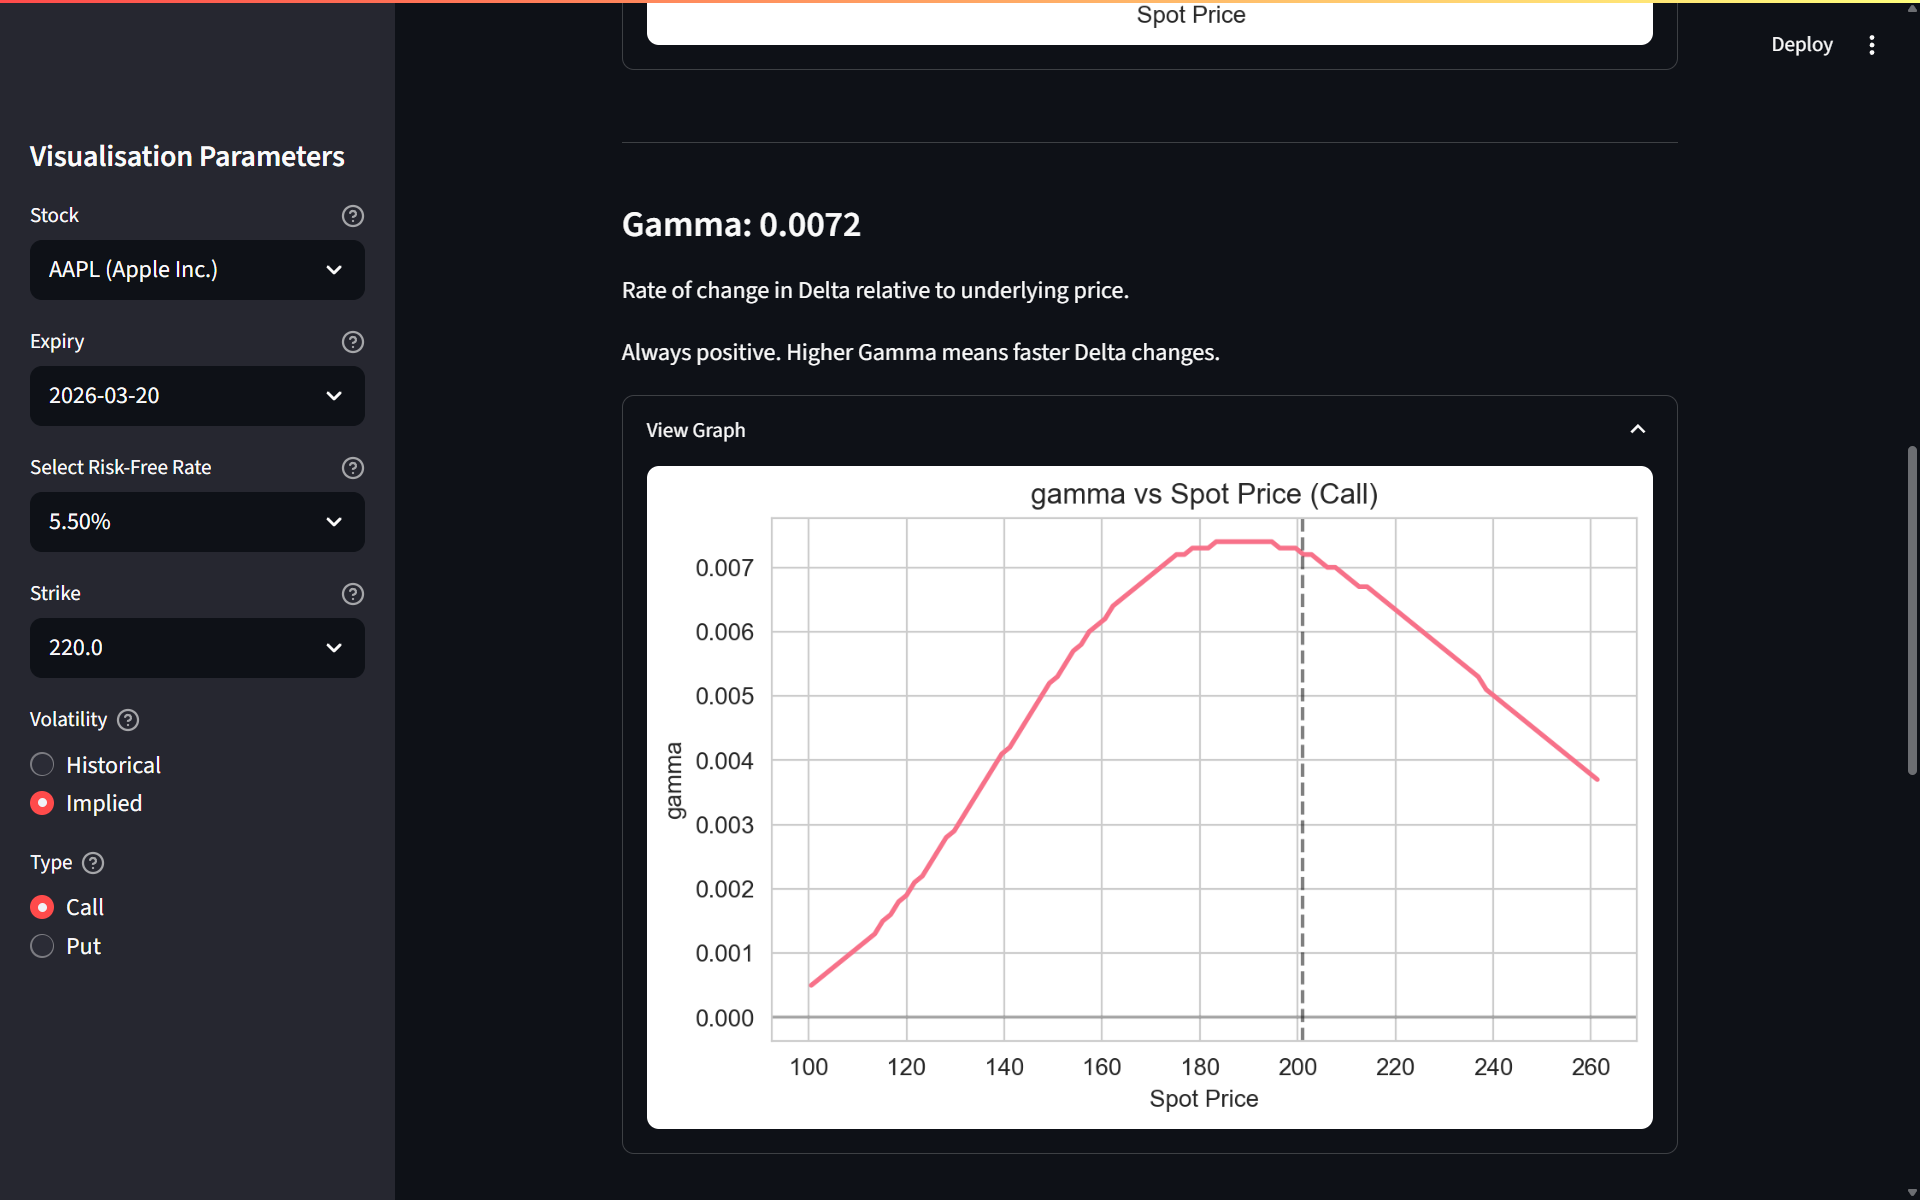 Spot Price
Deploy
Visualisation Parameters
Stock
AAPL (Apple Inc.)
Expiry
2026-03-20
Select Risk-Free Rate
5.50%
Strike
220.0
Volatility
Historical
Implied
Type
Call
Put
Gamma: 0.0072
Rate of change in Delta relative to underlying price.
Always positive. Higher Gamma means faster Delta changes.
View Graph
gamma vs Spot Price (Call)
gamma
0.007
0.006
0.005
0.004
0.003
0.002
0.001
0.000
100 120 140 160 180 200 220 240 260
Spot Price